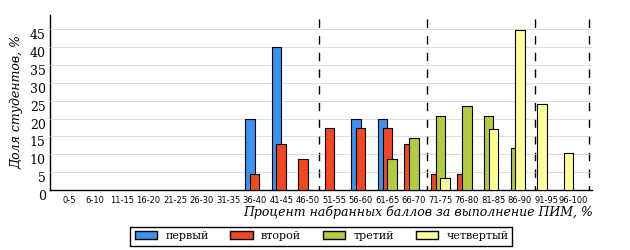 Доля студентов, %
45
40
35
30
25
20
15
10
5
0
0-5 6-10 11-15 16-20 21-25 26-30 31-35 36-40 41-45 46-50 51-55 56-60 61-65 66-70 71-75 76-80 81-85 86-90 91-95 96-100
Процент набранных баллов за выполнение ПИМ, %
первый второй третий четвертый